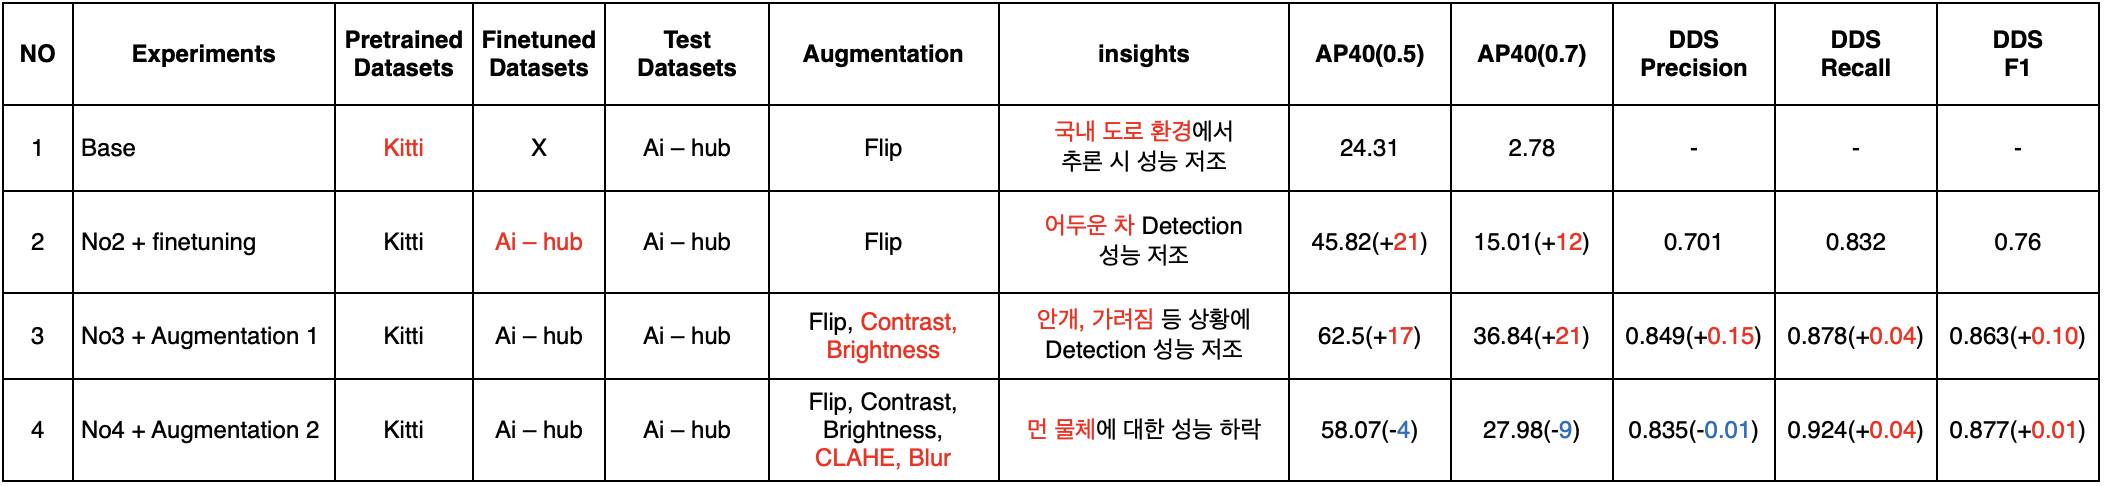 NO Experiments Pretrained Datasets Finetuned Datasets Test Datasets Augmentation insights AP40(0.5) AP40(0.7) DDS Precision DDS Recall DDS F1
1 Base Kitti X Ai – hub Flip 국내 도로 환경에서 추론 시 성능 저조 24.31 2.78 - - -
2 No2 + finetuning Kitti Ai – hub Ai – hub Flip 어두운 차 Detection 성능 저조 45.82(+21) 15.01(+12) 0.701 0.832 0.76
3 No3 + Augmentation 1 Kitti Ai – hub Ai – hub Flip, Contrast, Brightness 안개, 가려짐 등 상황에 Detection 성능 저조 62.5(+17) 36.84(+21) 0.849(+0.15) 0.878(+0.04) 0.863(+0.10)
4 No4 + Augmentation 2 Kitti Ai – hub Ai – hub Flip, Contrast, Brightness, CLAHE, Blur 먼 물체에 대한 성능 하락 58.07(-4) 27.98(-9) 0.835(-0.01) 0.924(+0.04) 0.877(+0.01)